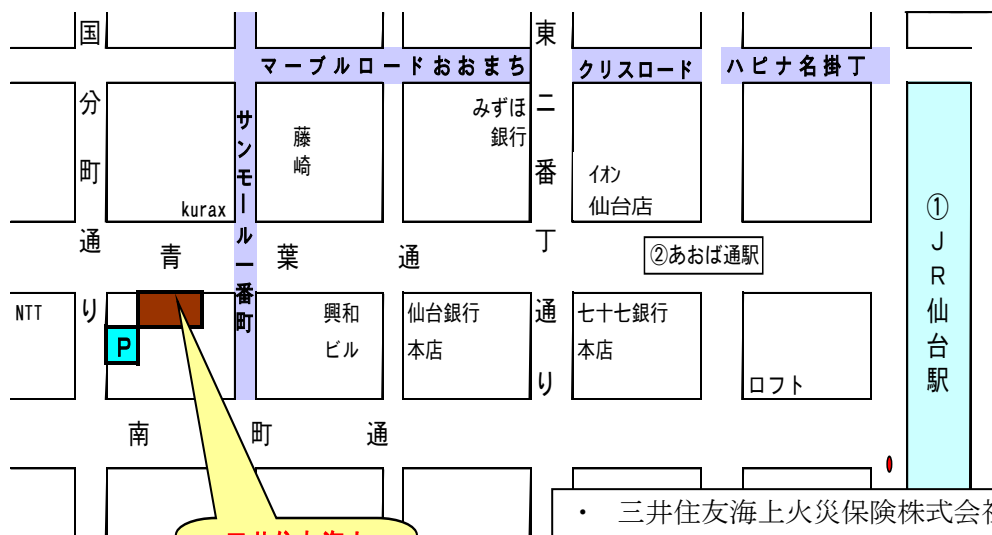 国分町通り
マーブルロードおおまち
東二番丁通り
クリスロード
ハピナ名掛丁
サンモール一番町
藤崎
みずほ
銀行
イオン
仙台店
kurax
青葉通
②あおば通駅
①JR仙台駅
NTT
P
興和
ビル
仙台銀行
本店
七十七銀行
本店
ロフト
南町通
・ 三井住友海上火災保険株式会